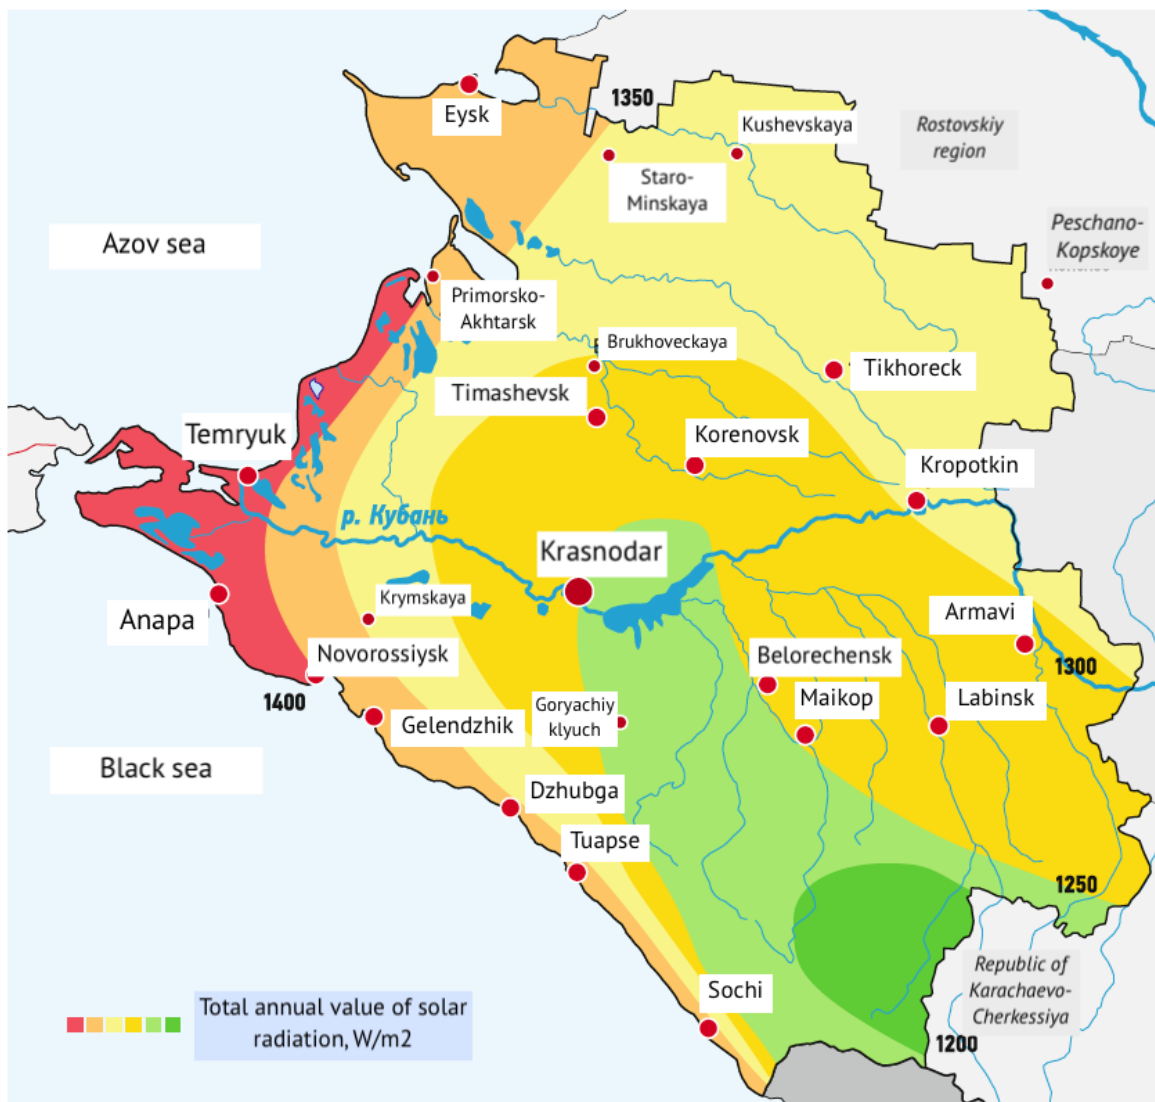 1350
Eysk
Kushevskaya
Rostovskiy
region
Staro-
Minskaya
Azov sea
Peschano-
Kopskoye
Primorsko-
Akhtarsk
Brukhoveckaya
Tikhoreck
Timashevsk
Temryuk
Korenovsk
Kropotkin
р. Кубань
Krasnodar
Krymskaya
Anapa
Armavi
Novorossiysk
Belorechensk
1300
1400
Gelendzhik
Goryachiy
klyuch
Maikop
Labinsk
Black sea
Dzhubga
Tuapse
1250
Republic of
Karachaevo-
Cherkessiya
Sochi
Total annual value of solar
radiation, W/m2
1200